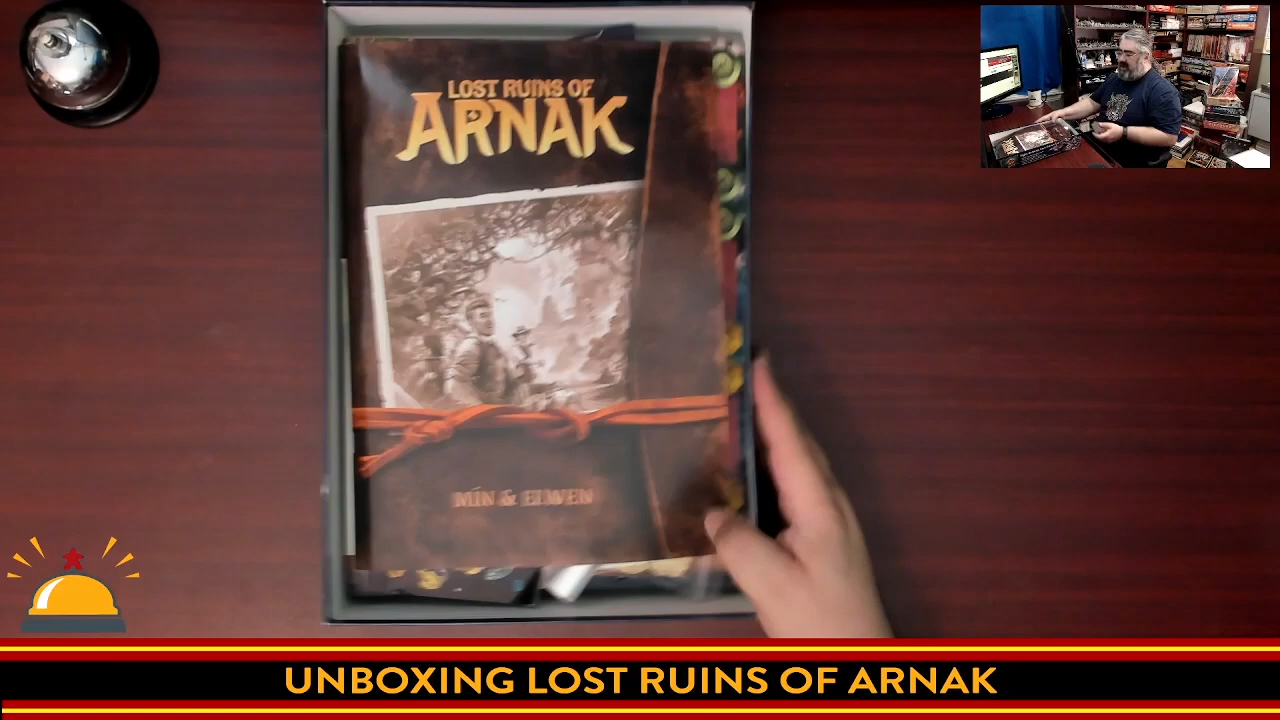 LOST RUINS OF
ARNAK
MÍN & ELWEN
UNBOXING LOST RUINS OF ARNAK